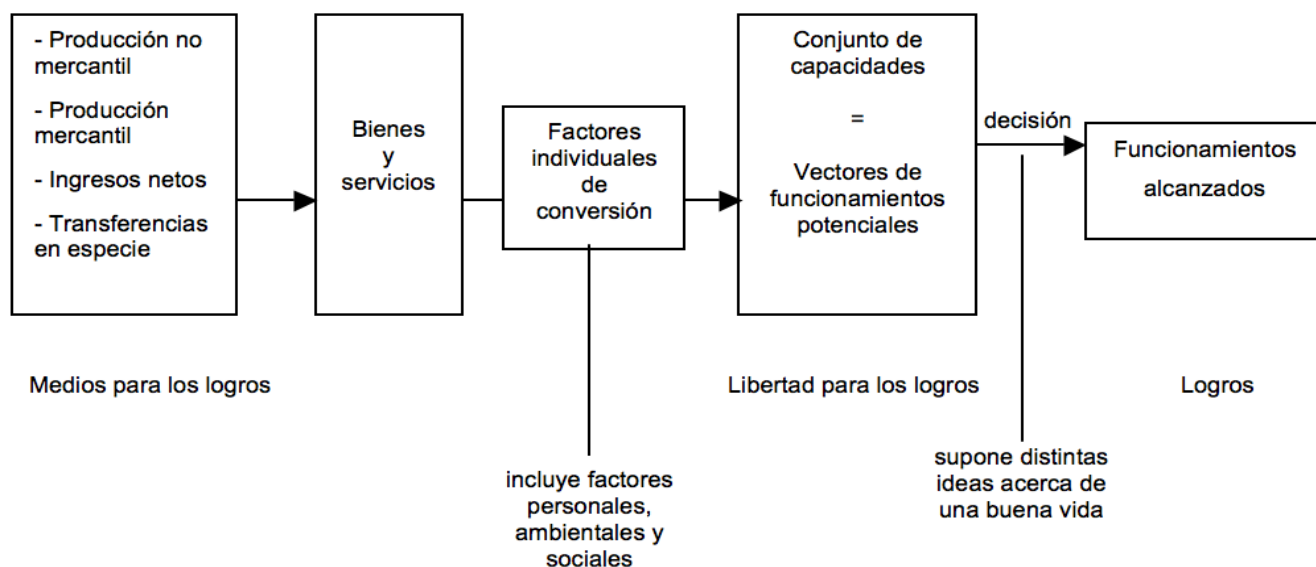 - Producción no
mercantil
- Producción
mercantil
- Ingresos netos
- Transferencias
en especie
Bienes
y
servicios
Factores
individuales
de
conversión
Conjunto de
capacidades
=
Vectores de
funcionamientos
potenciales
decisión
Funcionamientos
alcanzados
Medios para los logros
Libertad para los logros
Logros
incluye factores
personales,
ambientales y
sociales
supone distintas
ideas acerca de
una buena vida